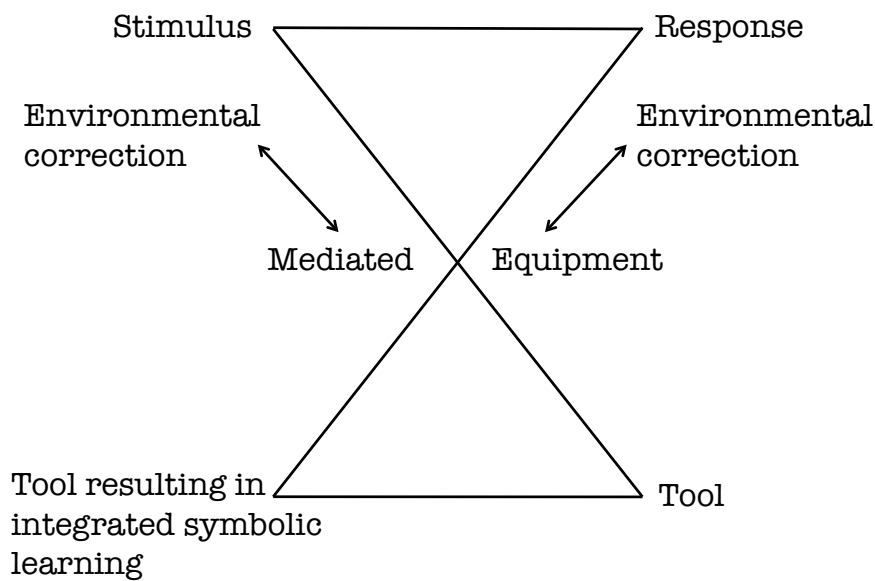 Stimulus
Response
Environmental
correction
Environmental
correction
Mediated
Equipment
Tool resulting in
integrated symbolic
learning
Tool